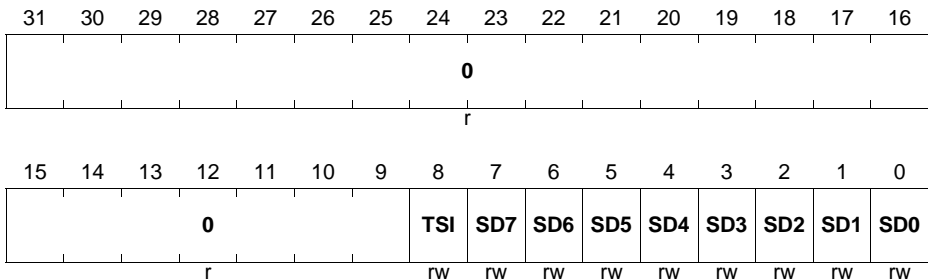 31 30 29 28 27 26 25 24 23 22 21 20 19 18 17 16
0
r
15 14 13 12 11 10 9 8 7 6 5 4 3 2 1 0
0 TSI SD7 SD6 SD5 SD4 SD3 SD2 SD1 SD0
r rw rw rw rw rw rw rw rw rw